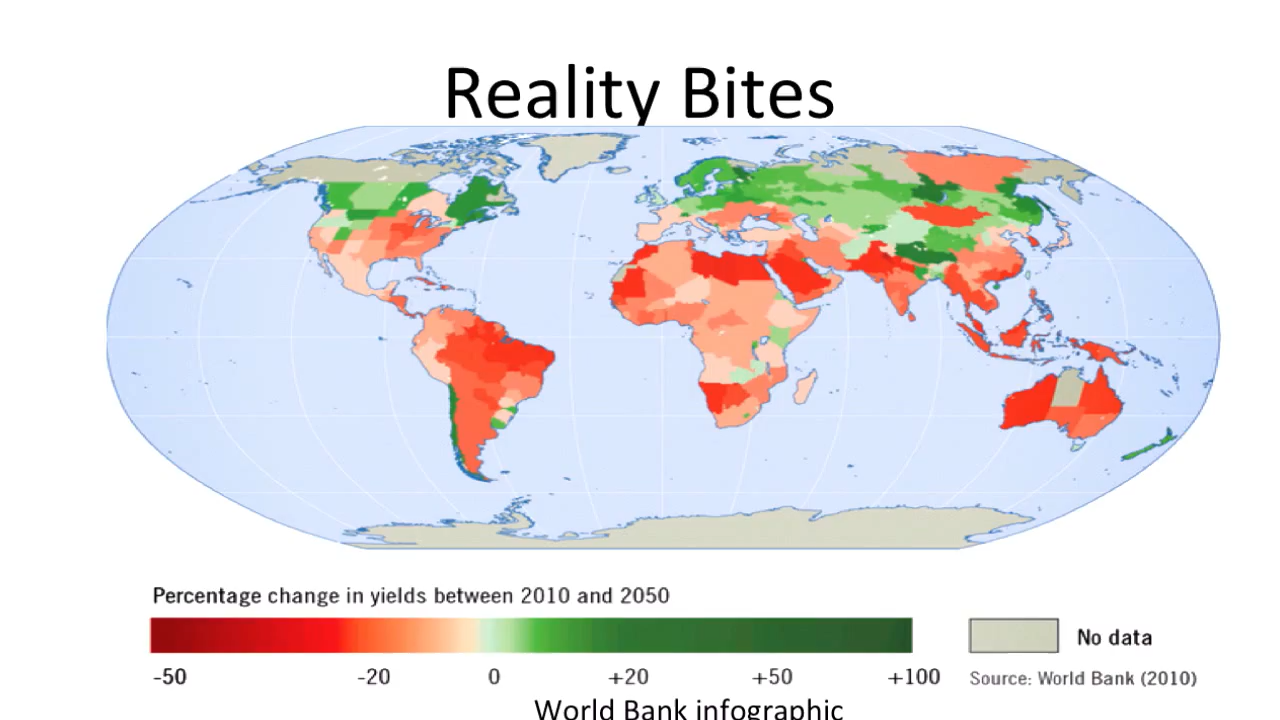 Reality Bites
Percentage change in yields between 2010 and 2050
-50 -20 0 +20 +50 +100
No data
Source: World Bank (2010)
World Bank infographic